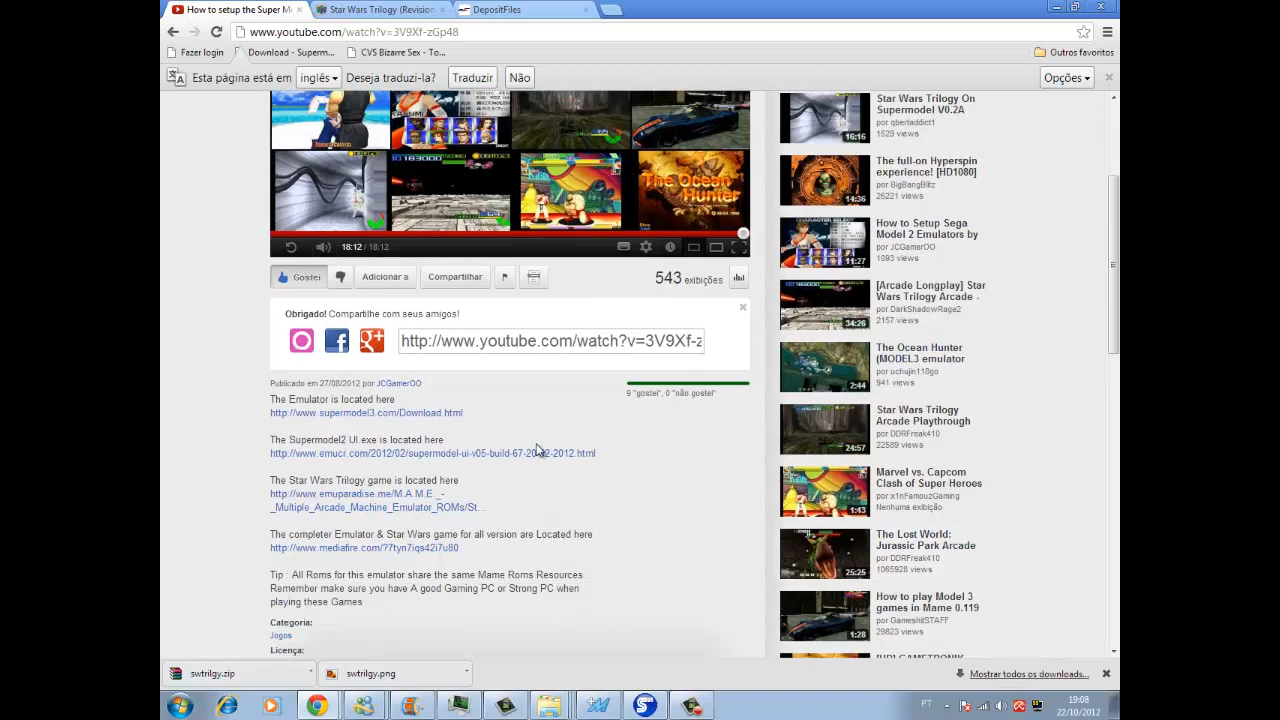 How to setup the Super M
Star Wars Trilogy (Revision
DepositFiles
www.youtube.com/watch?v=3V9Xf-zGp48
Fazer login
Download - Superm...
CVS Bizarre Sex - To...
Outros favoritos
Esta página está em
inglês
Deseja traduzi-la?
Traduzir
Não
Opções
The Ocean
Hunter
18:12 / 18:12
Gostei
Adicionar a
Compartilhar
543 exibições
Obrigado! Compartilhe com seus amigos!
http://www.youtube.com/watch?v=3V9Xf-z
Publicado em 27/08/2012 por JCGamerOO
9 "gostei", 0 "não gostei"
The Emulator is located here
http://www.supermodel3.com/Download.html
The Supermodel2 UI.exe is located here
http://www.emucr.com/2012/02/supermodel-ui-v05-build-67-20-02-2012.html
The Star Wars Trilogy game is located here
http://www.emuparadise.me/M.A.M.E._-
_Multiple_Arcade_Machine_Emulator_ROMs/St...
The completer Emulator & Star Wars game for all version are Located here
http://www.mediafire.com/?7tyn7iqs42i7u80
Tip : All Roms for this emulator share the same Mame Roms Resources
Remember make sure you have A good Gaming PC or Strong PC when
playing these Games
Categoria:
Jogos
Licença:
Star Wars Trilogy On
Supermodel V0.2A
por qbertaddict1
1529 views
16:16
The full-on Hyperspin
experience! [HD1080]
por BigBangBlitz
26221 views
14:36
How to Setup Sega
Model 2 Emulators by
por JCGamerOO
1093 views
11:27
[Arcade Longplay] Star
Wars Trilogy Arcade -
por DarkShadowRage2
2157 views
34:26
The Ocean Hunter
(MODEL3 emulator
por uchujin118go
941 views
2:44
Star Wars Trilogy
Arcade Playthrough
por DDRFreak410
22589 views
24:57
Marvel vs. Capcom
Clash of Super Heroes
por x1nFamouzGaming
Nenhuma exibição
1:43
The Lost World:
Jurassic Park Arcade
por DDRFreak410
1065928 views
25:25
How to play Model 3
games in Mame 0.119
por GameshitSTAFF
29823 views
1:28
swtrilgy.zip
swtrilgy.png
Mostrar todos os downloads...
PT
19:08
22/10/2012